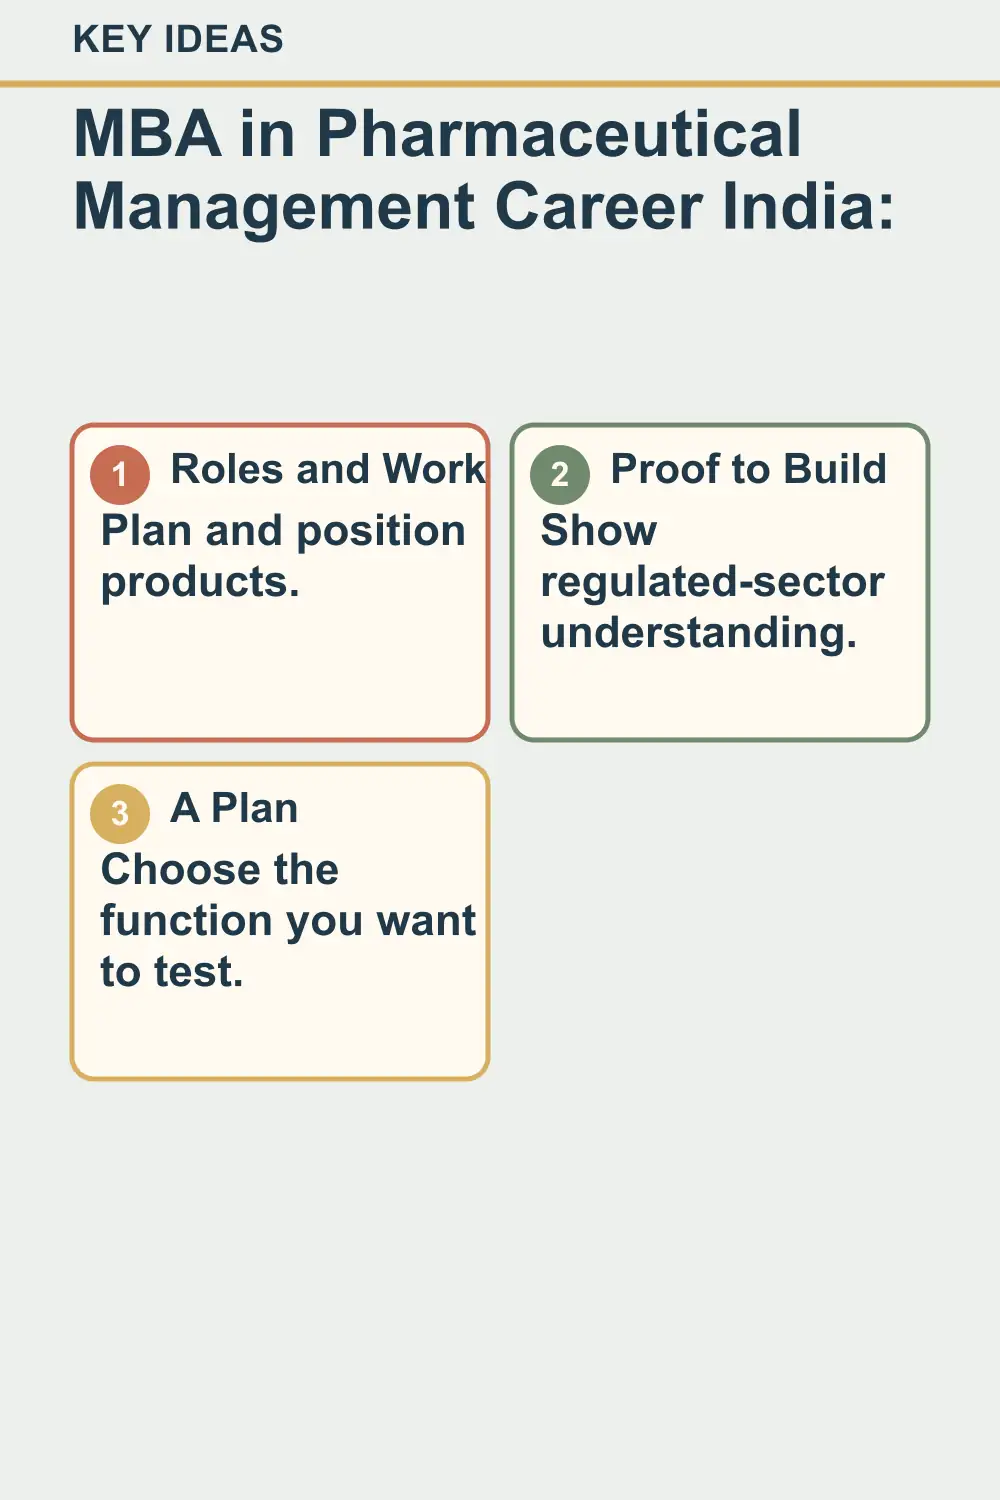 KEY IDEAS
MBA in Pharmaceutical
Management Career India:
1 Roles and Work
Plan and position
products.
2 Proof to Build
Show
regulated-sector
understanding.
3 A Plan
Choose the
function you want
to test.